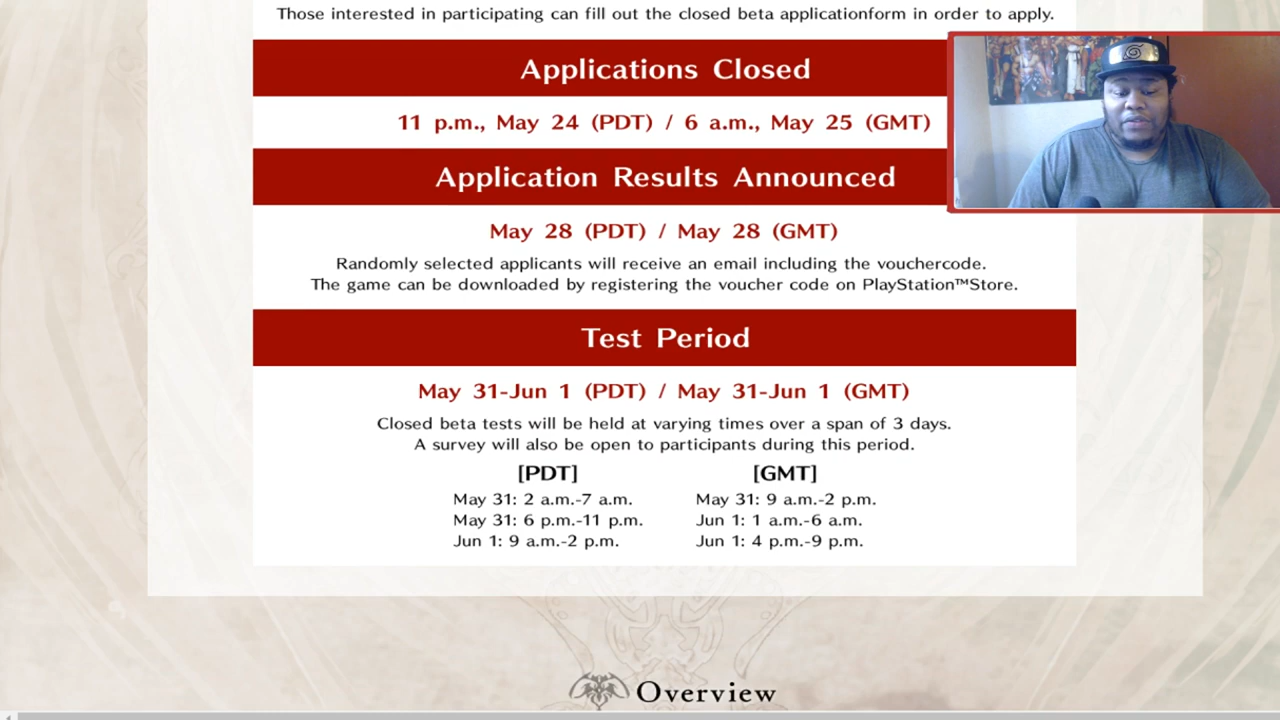 Those interested in participating can fill out the closed beta applicationform in order to apply.
Applications Closed
11 p.m., May 24 (PDT) / 6 a.m., May 25 (GMT)
Application Results Announced
May 28 (PDT) / May 28 (GMT)
Randomly selected applicants will receive an email including the vouchercode.
The game can be downloaded by registering the voucher code on PlayStation™Store.
Test Period
May 31-Jun 1 (PDT) / May 31-Jun 1 (GMT)
Closed beta tests will be held at varying times over a span of 3 days.
A survey will also be open to participants during this period.
[PDT] [GMT]
May 31: 2 a.m.-7 a.m. May 31: 9 a.m.-2 p.m.
May 31: 6 p.m.-11 p.m. Jun 1: 1 a.m.-6 a.m.
Jun 1: 9 a.m.-2 p.m. Jun 1: 4 p.m.-9 p.m.
Overview